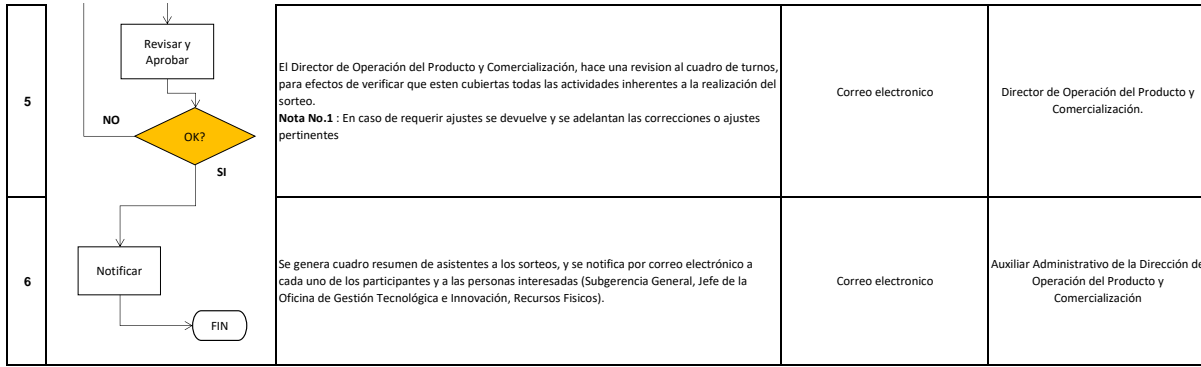 5
Revisar y
Aprobar
OK?
NO
SI
El Director de Operación del Producto y Comercialización, hace una revision al cuadro de turnos,
para efectos de verificar que esten cubiertas todas las actividades inherentes a la realización del
sorteo.
Nota No.1 : En caso de requerir ajustes se devuelve y se adelantan las correcciones o ajustes
pertinentes
Correo electronico
Director de Operación del Producto y
Comercialización.
6
Notificar
FIN
Se genera cuadro resumen de asistentes a los sorteos, y se notifica por correo electrónico a
cada uno de los participantes y a las personas interesadas (Subgerencia General, Jefe de la
Oficina de Gestión Tecnológica e Innovación, Recursos Fisicos).
Correo electronico
Auxiliar Administrativo de la Dirección de
Operación del Producto y
Comercialización